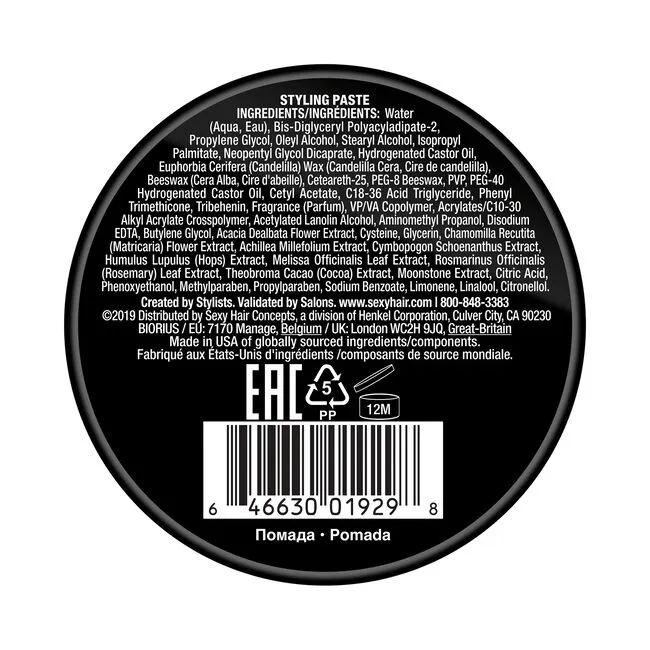 STYLING PASTE
INGREDIENTS/INGRÉDIENTS: Water
(Aqua, Eau), Bis-Diglyceryl Polyacyladipate-2,
Propylene Glycol, Oleyl Alcohol, Stearyl Alcohol, Isopropyl
Palmitate, Neopentyl Glycol Dicaprate, Hydrogenated Castor Oil,
Euphorbia Cerifera (Candelilla) Wax (Candelilla Cera, Cire de candelilla),
Beeswax (Cera Alba, Cire d'abeille), Ceteareth-25, PEG-8 Beeswax, PVP, PEG-40
Hydrogenated Castor Oil, Cetyl Acetate, C18-36 Acid Triglyceride, Phenyl
Trimethicone, Tribehenin, Fragrance (Parfum), VP/VA Copolymer, Acrylates/C10-30
Alkyl Acrylate Crosspolymer, Acetylated Lanolin Alcohol, Aminomethyl Propanol, Disodium
EDTA, Butylene Glycol, Acacia Dealbata Flower Extract, Cysteine, Glycerin, Chamomilla Recutita
(Matricaria) Flower Extract, Achillea Millefolium Extract, Cymbopogon Schoenanthus Extract,
Humulus Lupulus (Hops) Extract, Melissa Officinalis Leaf Extract, Rosmarinus Officinalis
(Rosemary) Leaf Extract, Theobroma Cacao (Cocoa) Extract, Moonstone Extract, Citric Acid,
Phenoxyethanol, Methylparaben, Propylparaben, Sodium Benzoate, Limonene, Linalool, Citronellol.
Created by Stylists. Validated by Salons. www.sexyhair.com | 800-848-3383
©2019 Distributed by Sexy Hair Concepts, a division of Henkel Corporation, Culver City, CA 90230
BIORIUS / EU: 7170 Manage, Belgium / UK: London WC2H 9JQ, Great-Britain
Made in USA of globally sourced ingredients/components.
Fabriqué aux États-Unis d'ingrédients /composants de source mondiale.
EAC 5 PP 12M
6 46630 01929 8
Помада • Pomada